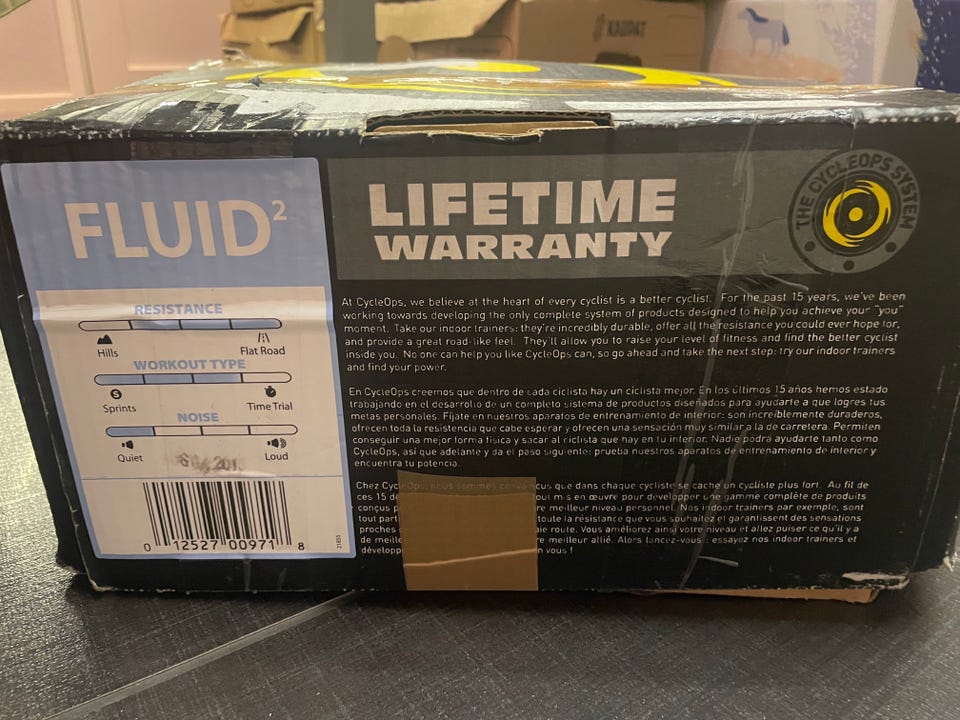 KAUPAT
FLUID²
RESISTANCE
Hills
Flat Road
WORKOUT TYPE
S
Sprints
Time Trial
NOISE
Quiet
Loud
0 12527 00971 8
LIFETIME
WARRANTY
THE CYCLEOPS SYSTEM
At CycleOps, we believe at the heart of every cyclist is a better cyclist. For the past 15 years, we've been
working towards developing the only complete system of products designed to help you achieve your "you"
moment. Take our indoor trainers: they're incredibly durable, offer all the resistance you could ever hope for,
and provide a great road-like feel. They'll allow you to raise your level of fitness and find the better cyclist
inside you. No one can help you like CycleOps can, so go ahead and take the next step: try our indoor trainers
and find your power.
En CycleOps creemos que dentro de cada ciclista hay un ciclista mejor. En los últimos 15 años hemos estado
trabajando en el desarrollo de un completo sistema de productos diseñados para ayudarte a que logres tus
metas personales. Fíjate en nuestros aparatos de entrenamiento de interior: son increíblemente duraderos,
ofrecen toda la resistencia que cabe esperar y ofrecen una sensación muy similar a la de carretera. Permiten
conseguir una mejor forma física y sacar al ciclista que hay en tu interior. Nadie podrá ayudarte tanto como
CycleOps, así que adelante y da el paso siguiente: prueba nuestros aparatos de entrenamiento de interior y
encuentra tu potencia.
Chez CycleOps, nous sommes convaincus que dans chaque cycliste se cache un cycliste plus fort. Au fil de
ces 15 de out mis en œuvre pour développer une gamme complète de produits
conçus p re meilleur niveau personnel. Nos indoor trainers par exemple, sont
tout part toute la résistance que vous souhaitez et garantissent des sensations
proches aie route. Vous améliorez ainsi votre niveau et allez puiser ce qu'il y a
de meille re meilleur allié. Alors lancez-vous : essayez nos indoor trainers et
dévelop n vous !